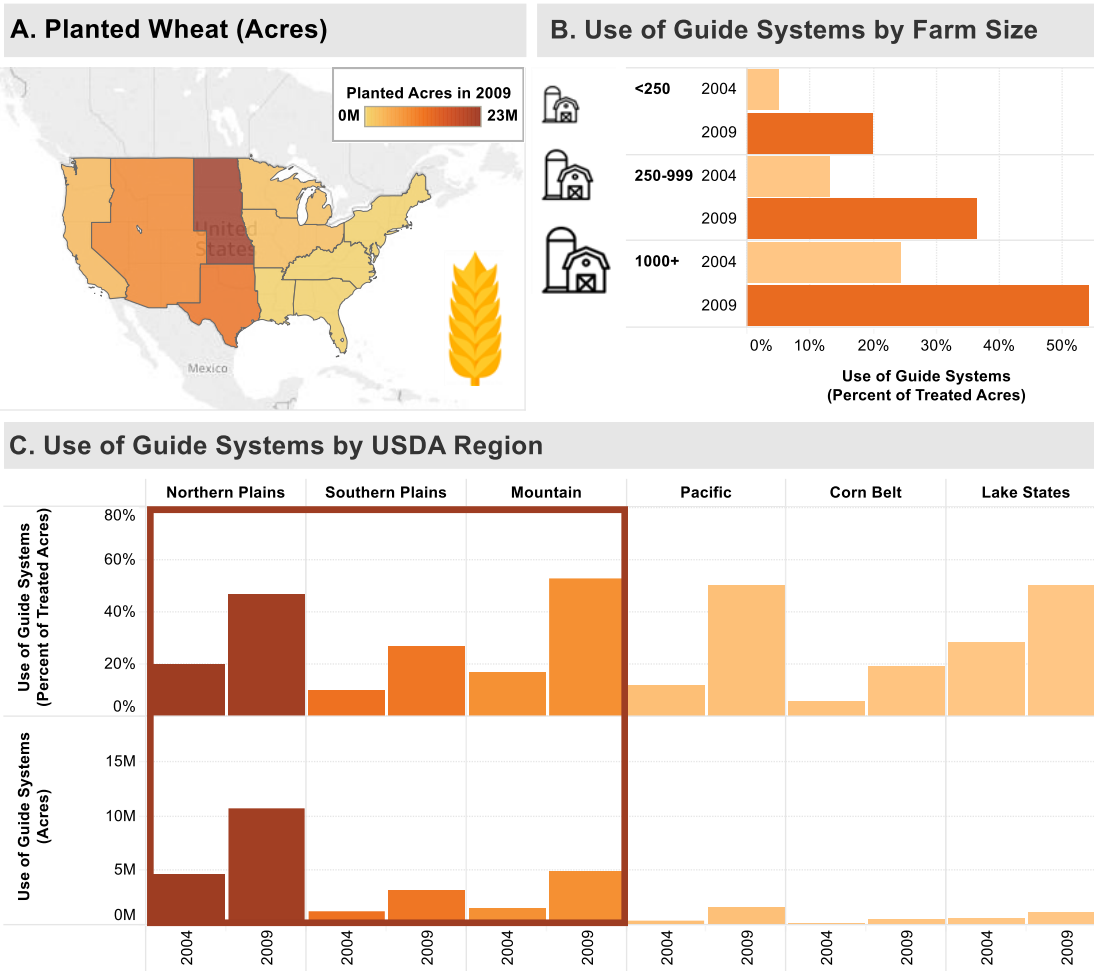 A. Planted Wheat (Acres)
B. Use of Guide Systems by Farm Size
Planted Acres in 2009
0M 23M
United
States
Mexico
<250 2004
2009
250-999 2004
2009
1000+ 2004
2009
0% 10% 20% 30% 40% 50%
Use of Guide Systems
(Percent of Treated Acres)
C. Use of Guide Systems by USDA Region
Northern Plains Southern Plains Mountain Pacific Corn Belt Lake States
Use of Guide Systems
(Percent of Treated Acres)
80%
60%
40%
20%
0%
Use of Guide Systems
(Acres)
15M
10M
5M
0M
2004 2009 2004 2009 2004 2009 2004 2009 2004 2009 2004 2009